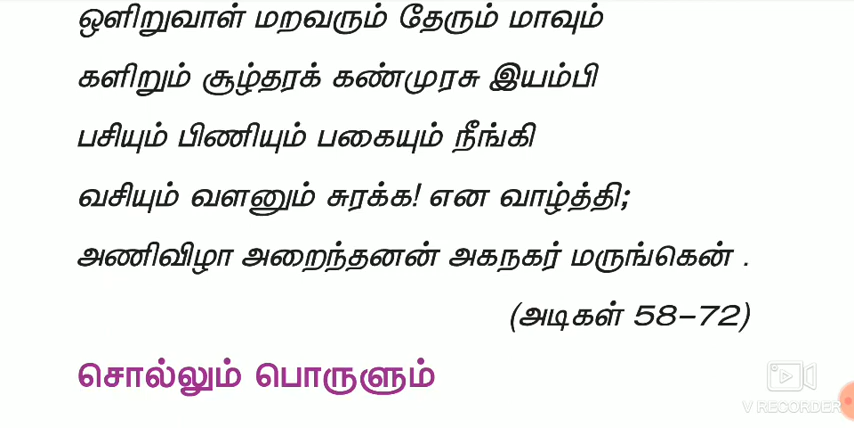 ஒளிறுவாள் மறவரும் தேரும் மாவும்
களிறும் சூழ்தரக் கண்முரசு இயம்பி
பசியும் பிணியும் பகையும் நீங்கி
வசியும் வளனும் சுரக்க! என வாழ்த்தி;
அணிவிழா அறைந்தனன் அகநகர் மருங்கென் .
(அடிகள் 58–72)
சொல்லும் பொருளும்
V RECORDER